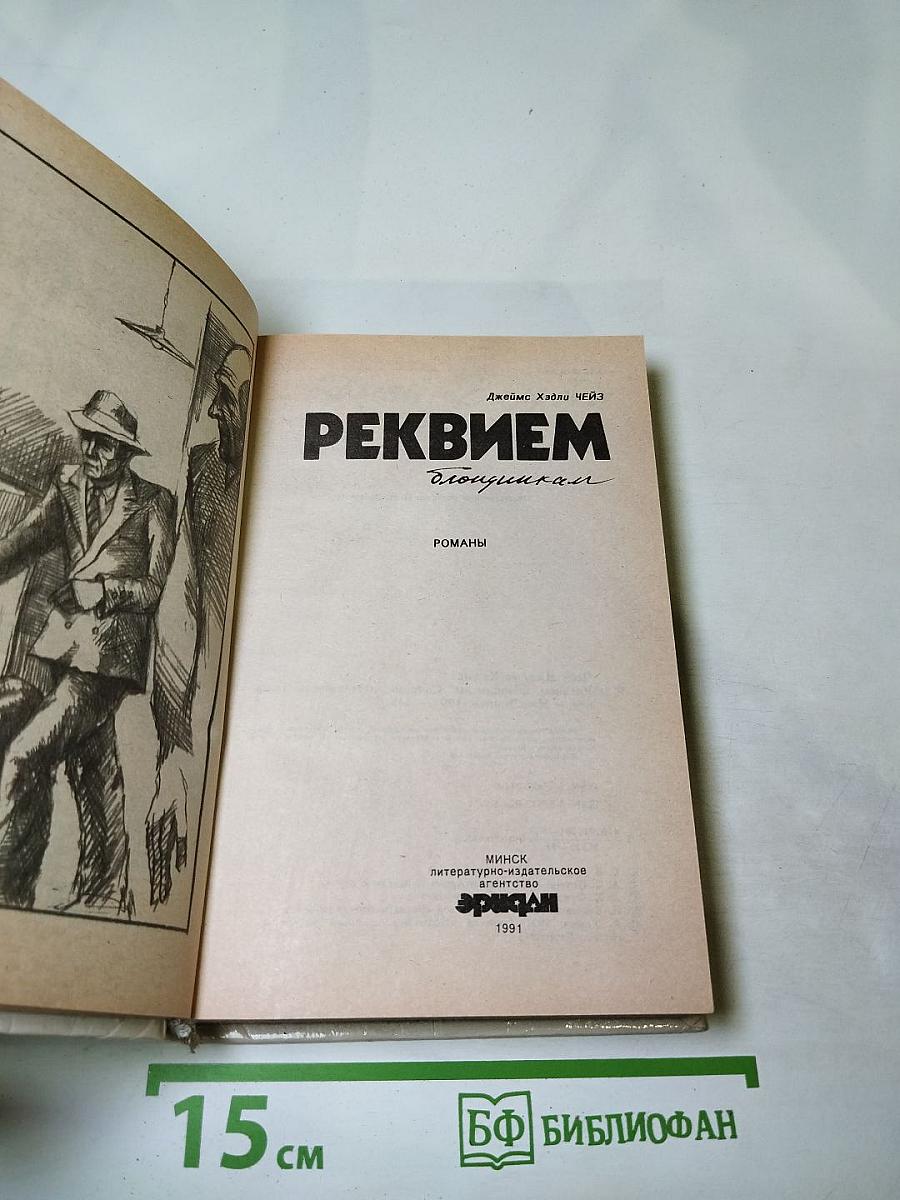 Джеймс Хэдли ЧЕЙЗ
РЕКВИЕМ
блондинкам
РОМАНЫ
МИНСК
литературно-издательское
агентство
эридан
1991
15 см
БФ БИБЛИОФАН